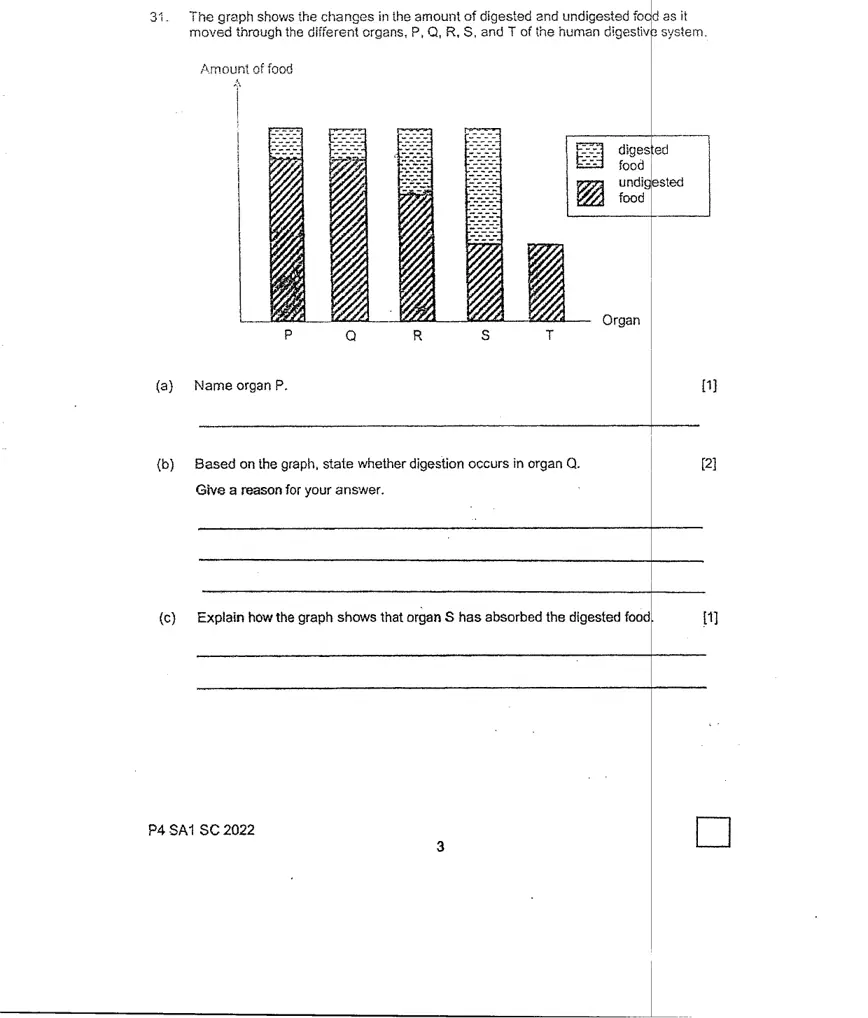 31. The graph shows the changes in the amount of digested and undigested food as it
moved through the different organs, P, Q, R, S, and T of the human digestive system.
Amount of food
digested
food
undigested
food
Organ
P Q R S T
(a) Name organ P. [1]
(b) Based on the graph, state whether digestion occurs in organ Q. [2]
Give a reason for your answer.
(c) Explain how the graph shows that organ S has absorbed the digested food. [1]
P4 SA1 SC 2022
3